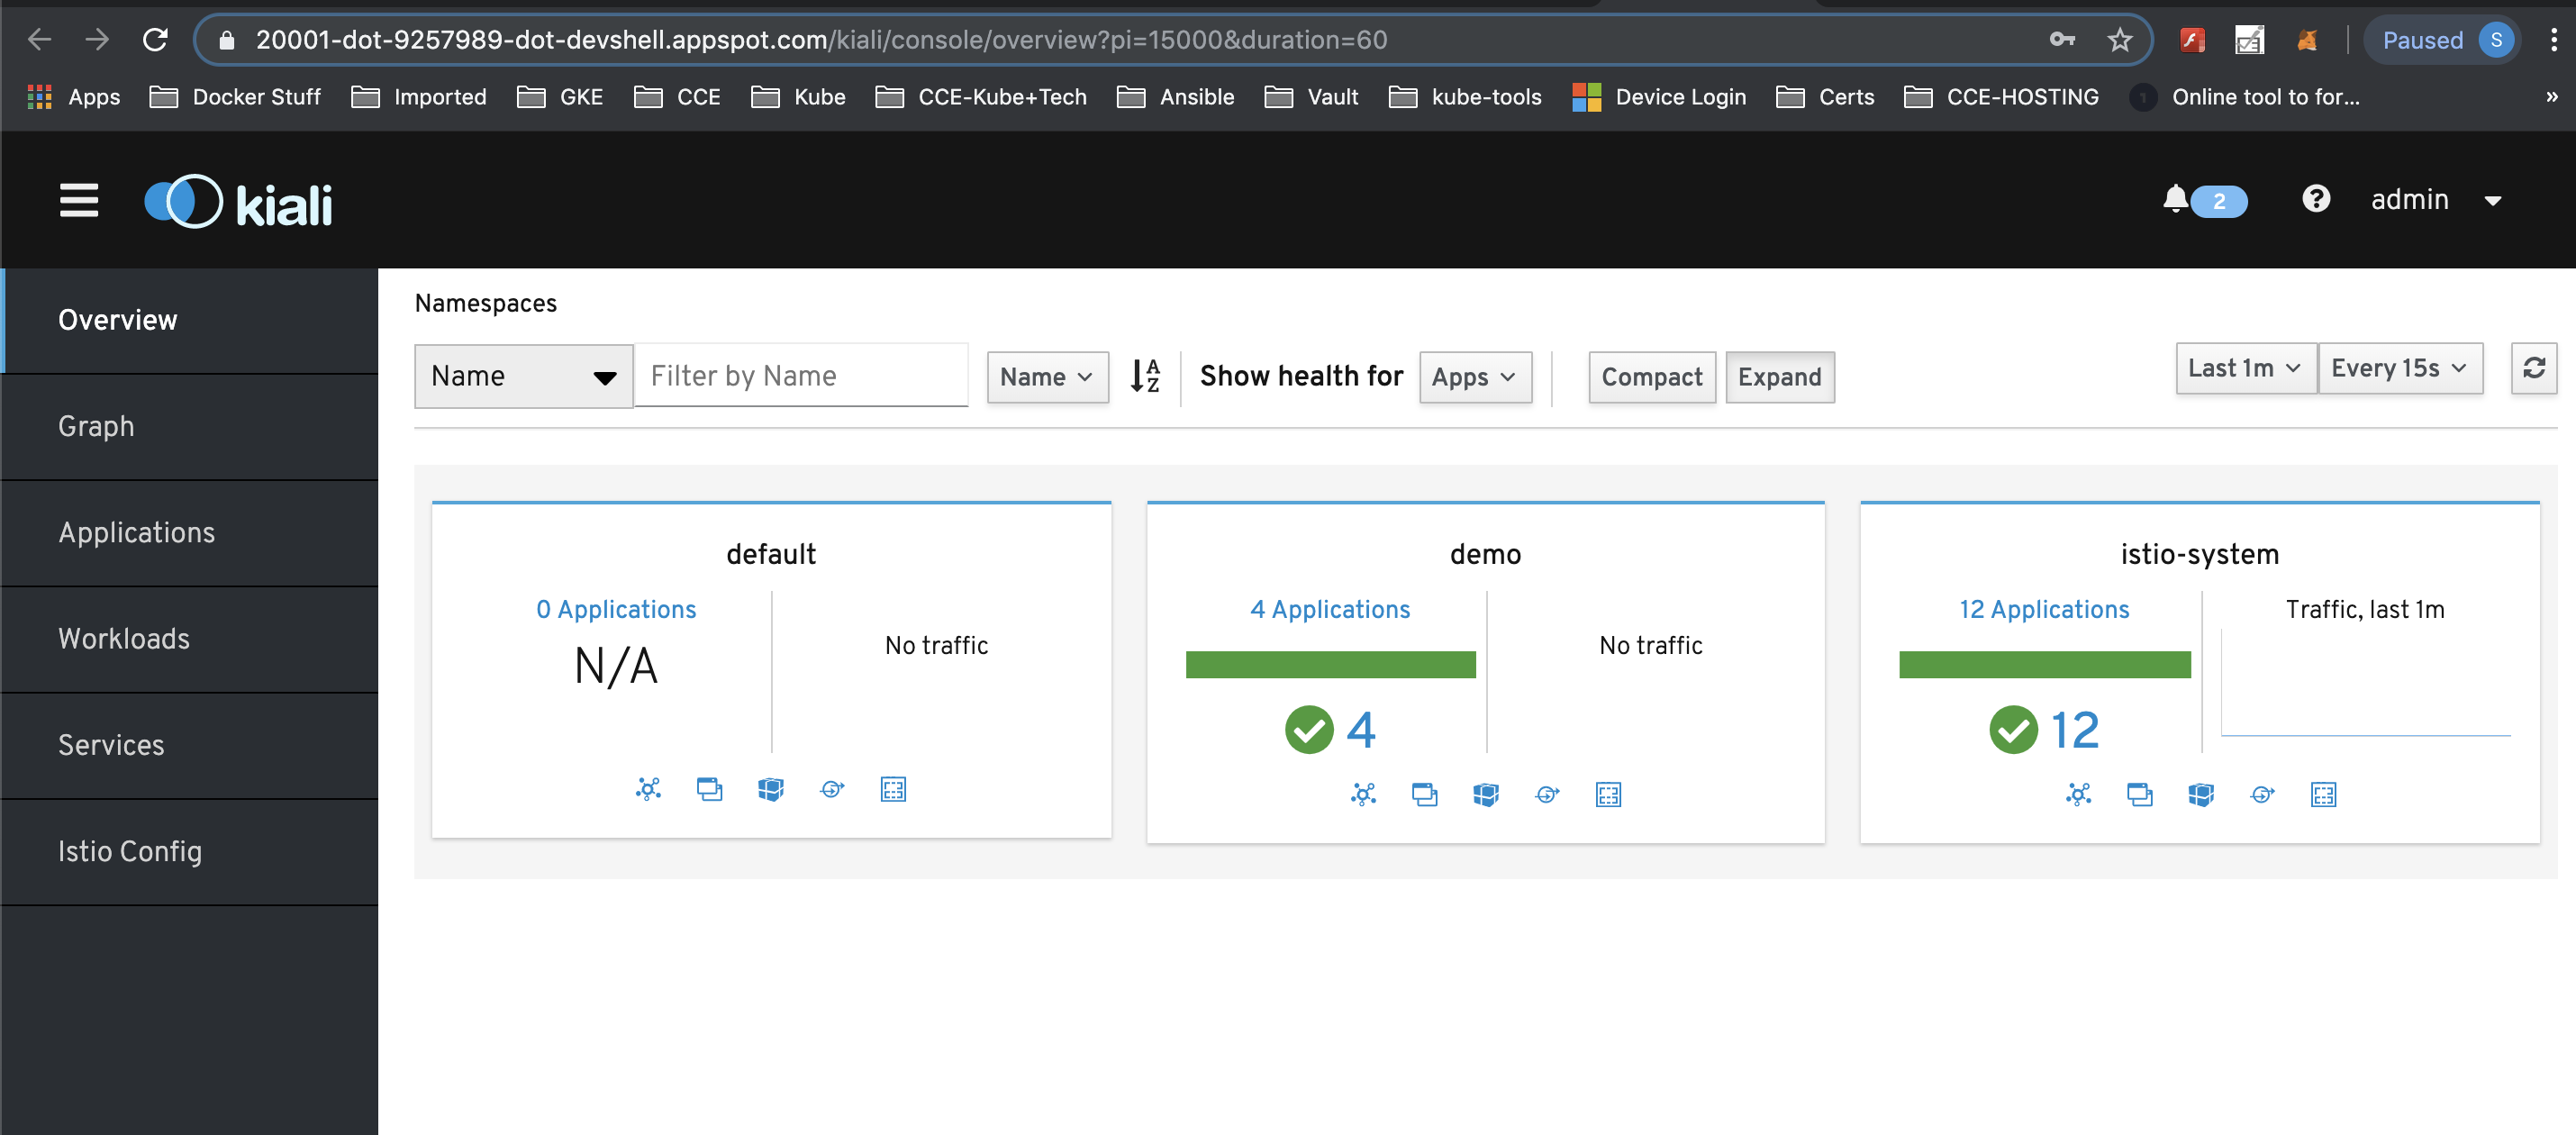 20001-dot-9257989-dot-devshell.appspot.com/kiali/console/overview?pi=15000&duration=60 Paused S
Apps Docker Stuff Imported GKE CCE Kube CCE-Kube+Tech Ansible Vault kube-tools Device Login Certs CCE-HOSTING Online tool to for... »
kiali 2 admin
Overview
Graph
Applications
Workloads
Services
Istio Config
Namespaces
Name Filter by Name Name A Z Show health for Apps Compact Expand Last 1m Every 15s
default
0 Applications
N/A
No traffic
demo
4 Applications
No traffic
4
istio-system
12 Applications
Traffic, last 1m
12